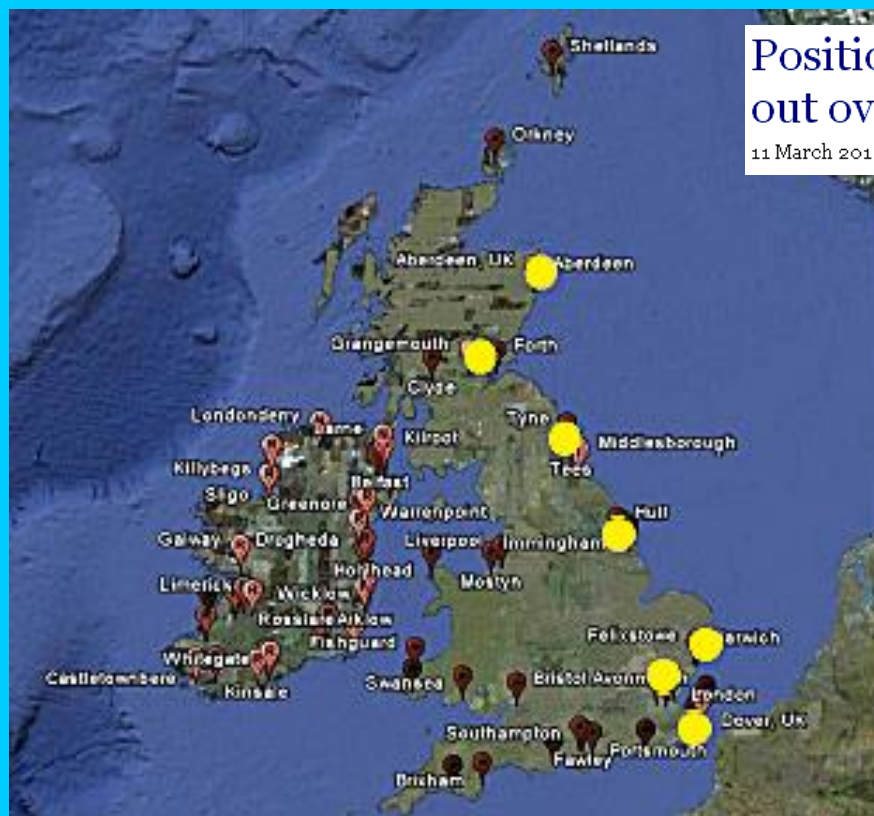 Shetlands
Positio
out ov
11 March 201
Orkney
Aberdeen, UK
Aberdeen
Grangemouth
Forth
Clyde
Londonderry
Larne
Kilroot
Tyne
Middlesborough
Tees
Killybegs
Belfast
Sligo
Greenore
Warrenpoint
Hull
Galway
Drogheda
Liverpool
Immingham
Holyhead
Mostyn
Limerick
Wicklow
Rosslare
Arklow
Fishguard
Felixstowe
arwich
Whitegate
Castletownbere
Kinsale
Swansea
Bristol
London
Dover, UK
Southampton
Portsmouth
Fawley
Brixham